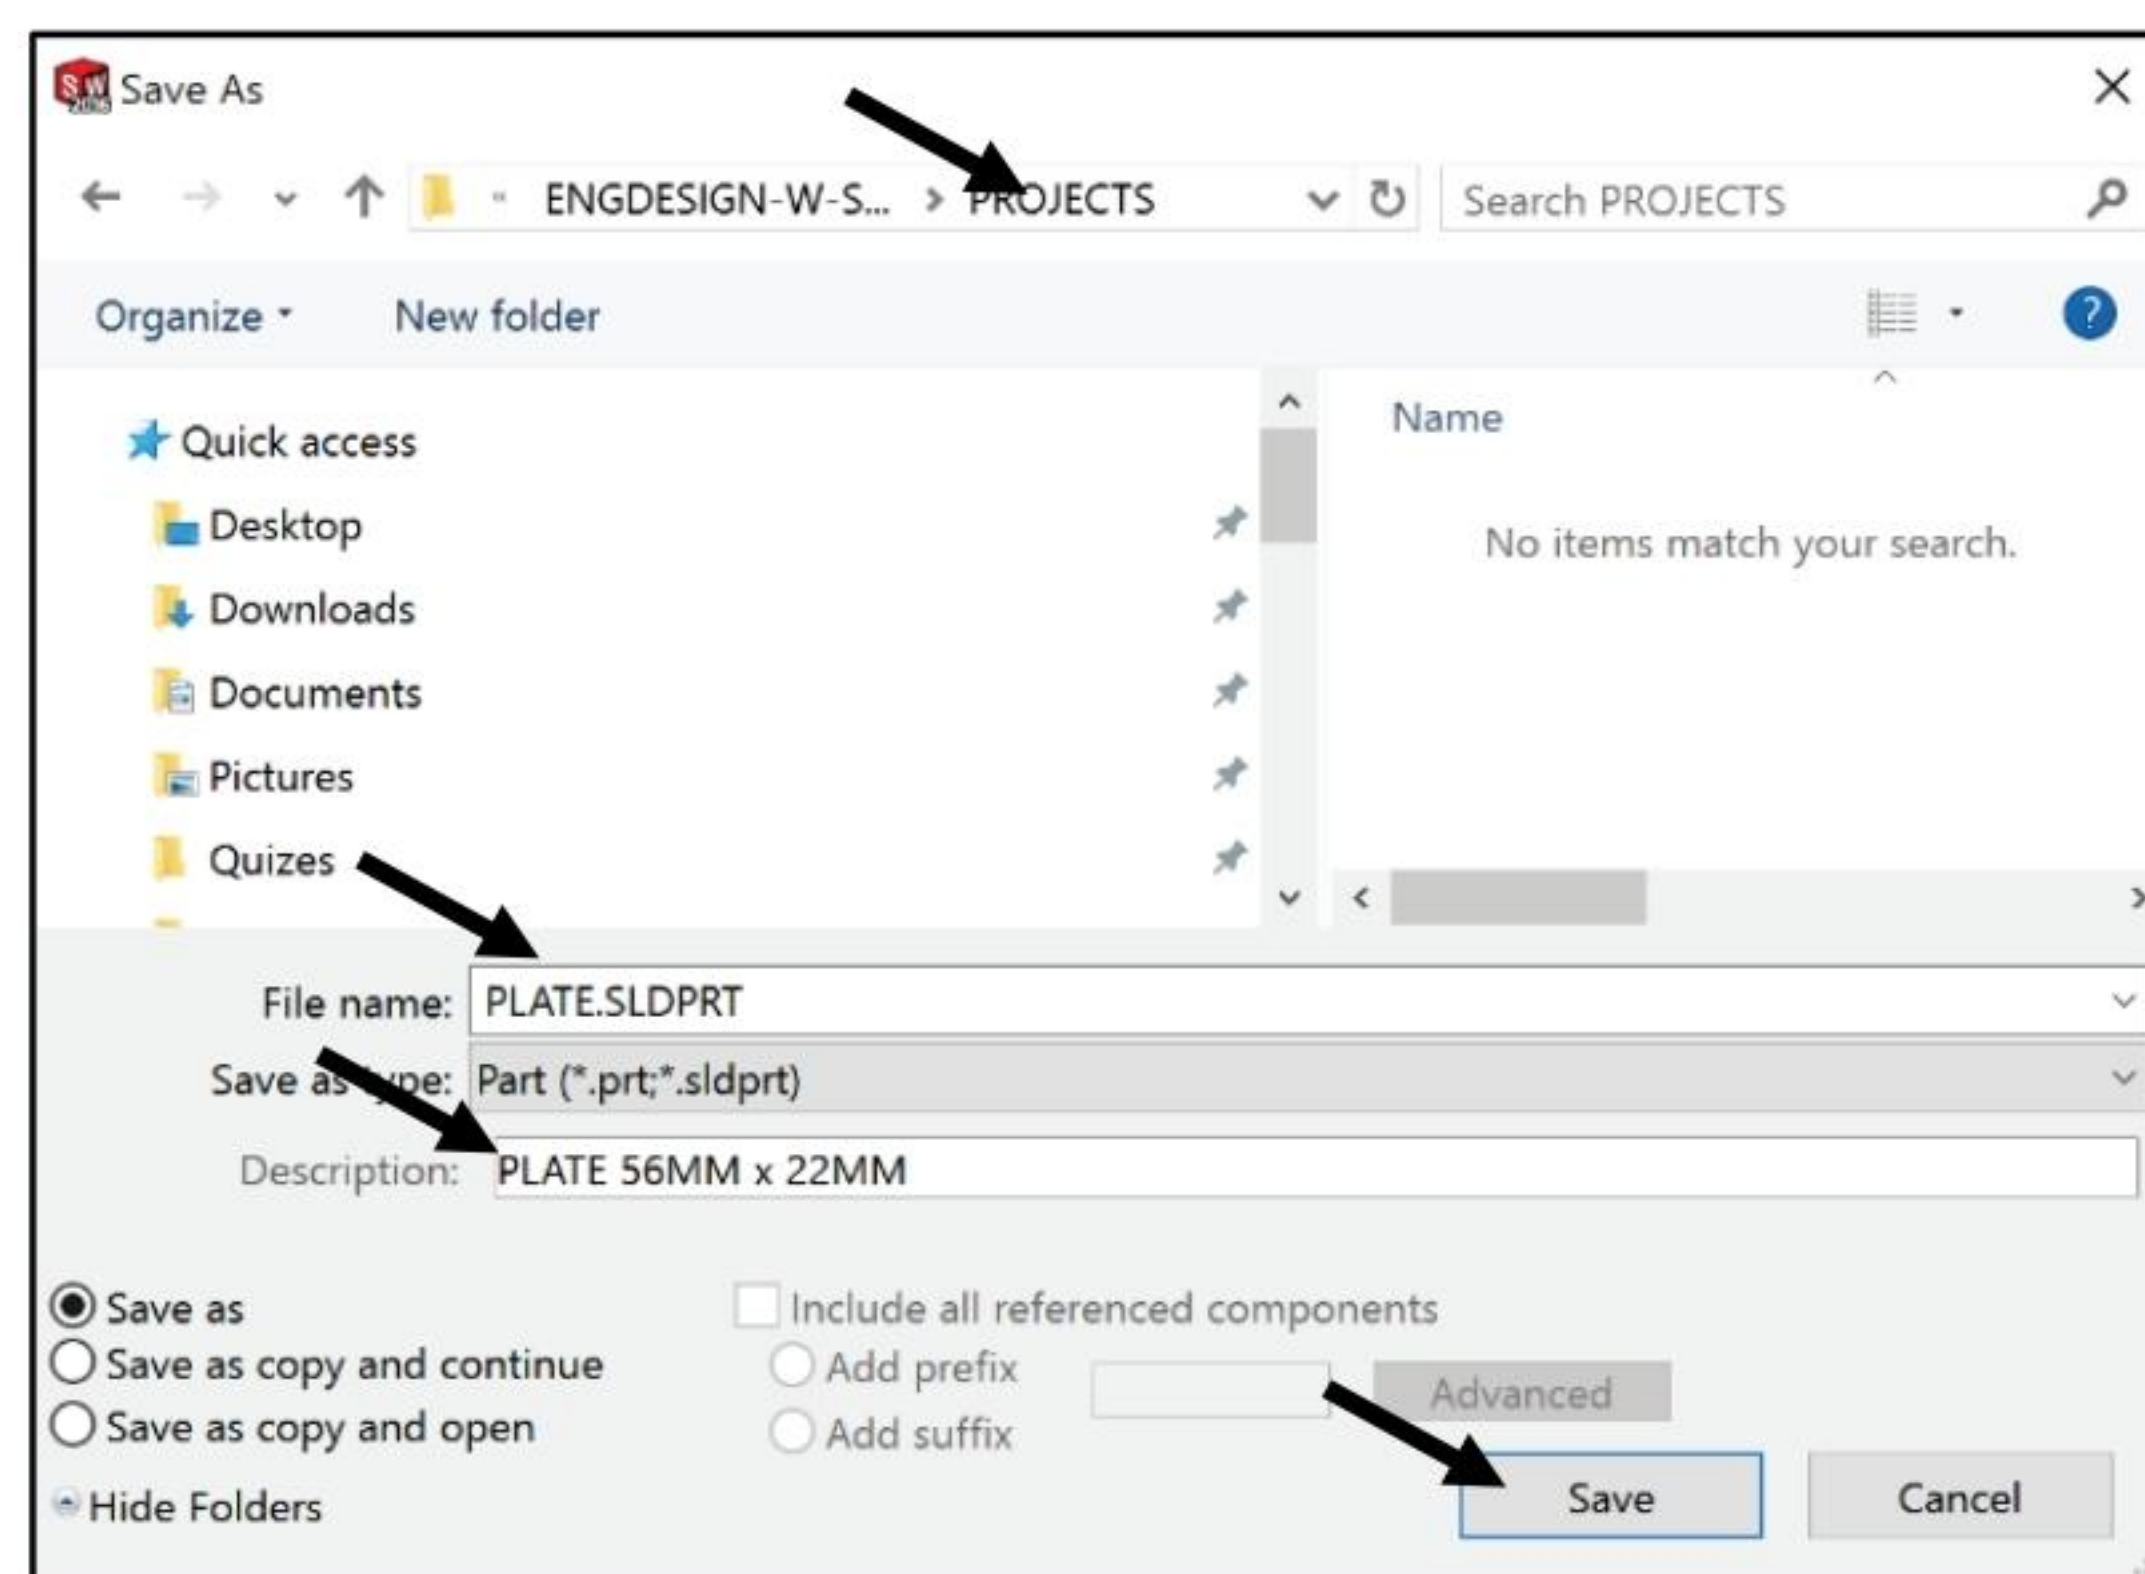 Save As
ENGDESIGN-W-S... > PROJECTS
Search PROJECTS
Organize
New folder
Quick access
Desktop
Downloads
Documents
Pictures
Quizes
Name
No items match your search.
File name: PLATE.SLDPRT
Save as type: Part (*.prt;*.sldprt)
Description: PLATE 56MM x 22MM
Save as
Save as copy and continue
Save as copy and open
Include all referenced components
Add prefix
Add suffix
Advanced
Hide Folders
Save
Cancel